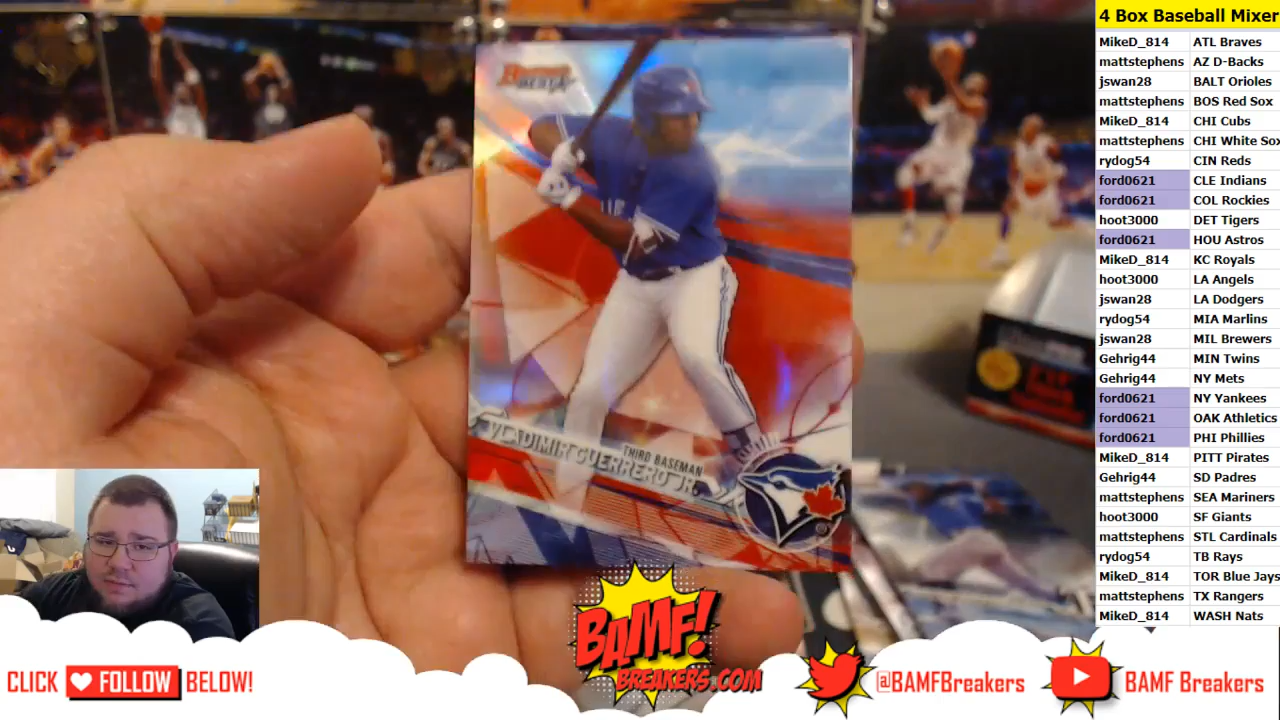 4 Box Baseball Mixer
MikeD_814 ATL Braves
mattstephens AZ D-Backs
jswan28 BALT Orioles
mattstephens BOS Red Sox
MikeD_814 CHI Cubs
mattstephens CHI White Sox
rydog54 CIN Reds
ford0621 CLE Indians
ford0621 COL Rockies
hoot3000 DET Tigers
ford0621 HOU Astros
MikeD_814 KC Royals
hoot3000 LA Angels
jswan28 LA Dodgers
rydog54 MIA Marlins
jswan28 MIL Brewers
Gehrig44 MIN Twins
Gehrig44 NY Mets
ford0621 NY Yankees
ford0621 OAK Athletics
ford0621 PHI Phillies
MikeD_814 PITT Pirates
Gehrig44 SD Padres
mattstephens SEA Mariners
hoot3000 SF Giants
mattstephens STL Cardinals
rydog54 TB Rays
MikeD_814 TOR Blue Jays
mattstephens TX Rangers
MikeD_814 WASH Nats
Bowman's
BEST
THIRD BASEMAN
VLADIMIR GUERRERO JR.
CLICK FOLLOW BELOW!
BAMF!
BREAKERS.COM
@BAMFBreakers
BAMF Breakers